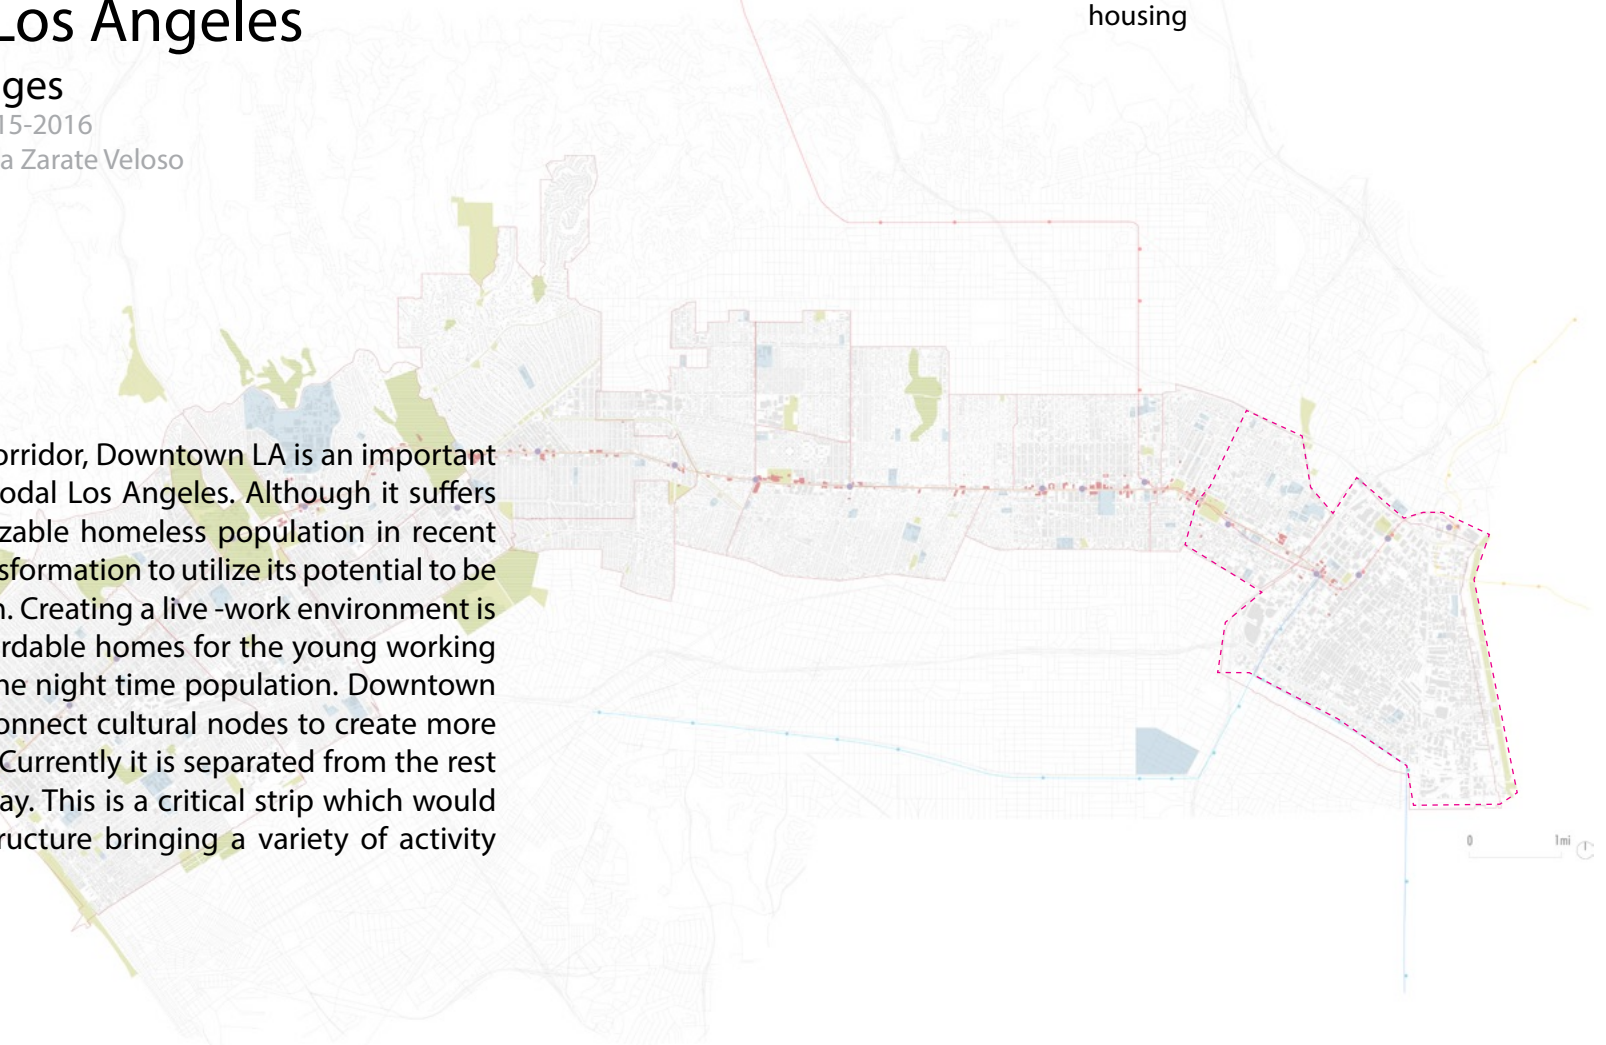 Los Angeles
housing
ges
15-2016
a Zarate Veloso
orridor, Downtown LA is an important
odal Los Angeles. Although it suffers
zable homeless population in recent
sformation to utilize its potential to be
n. Creating a live -work environment is
rdable homes for the young working
ne night time population. Downtown
onnect cultural nodes to create more
Currently it is separated from the rest
ay. This is a critical strip which would
ructure bringing a variety of activity
0 1mi